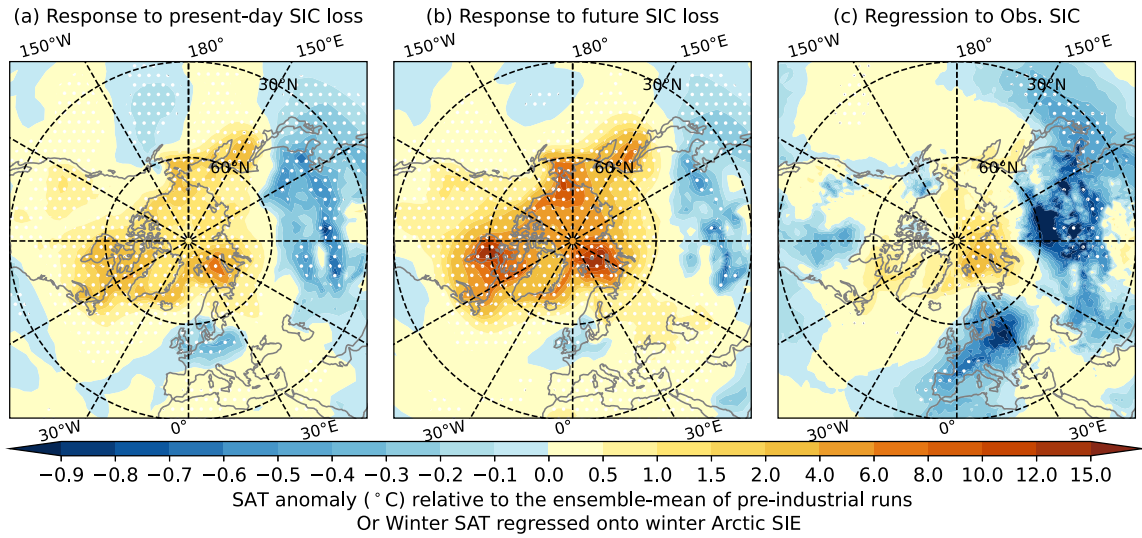 (a) Response to present-day SIC loss
(b) Response to future SIC loss
(c) Regression to Obs. SIC
150°W 180° 150°E
150°W 180° 150°E
150°W 180° 150°E
30°N
60°N
30°N
60°N
30°N
60°N
30°W 0° 30°E
30°W 0° 30°E
30°W 0° 30°E
−0.9 −0.8 −0.7 −0.6 −0.5 −0.4 −0.3 −0.2 −0.1 0.0 0.5 1.0 1.5 2.0 4.0 6.0 8.0 10.0 12.0 15.0
SAT anomaly (°C) relative to the ensemble-mean of pre-industrial runs
Or Winter SAT regressed onto winter Arctic SIE